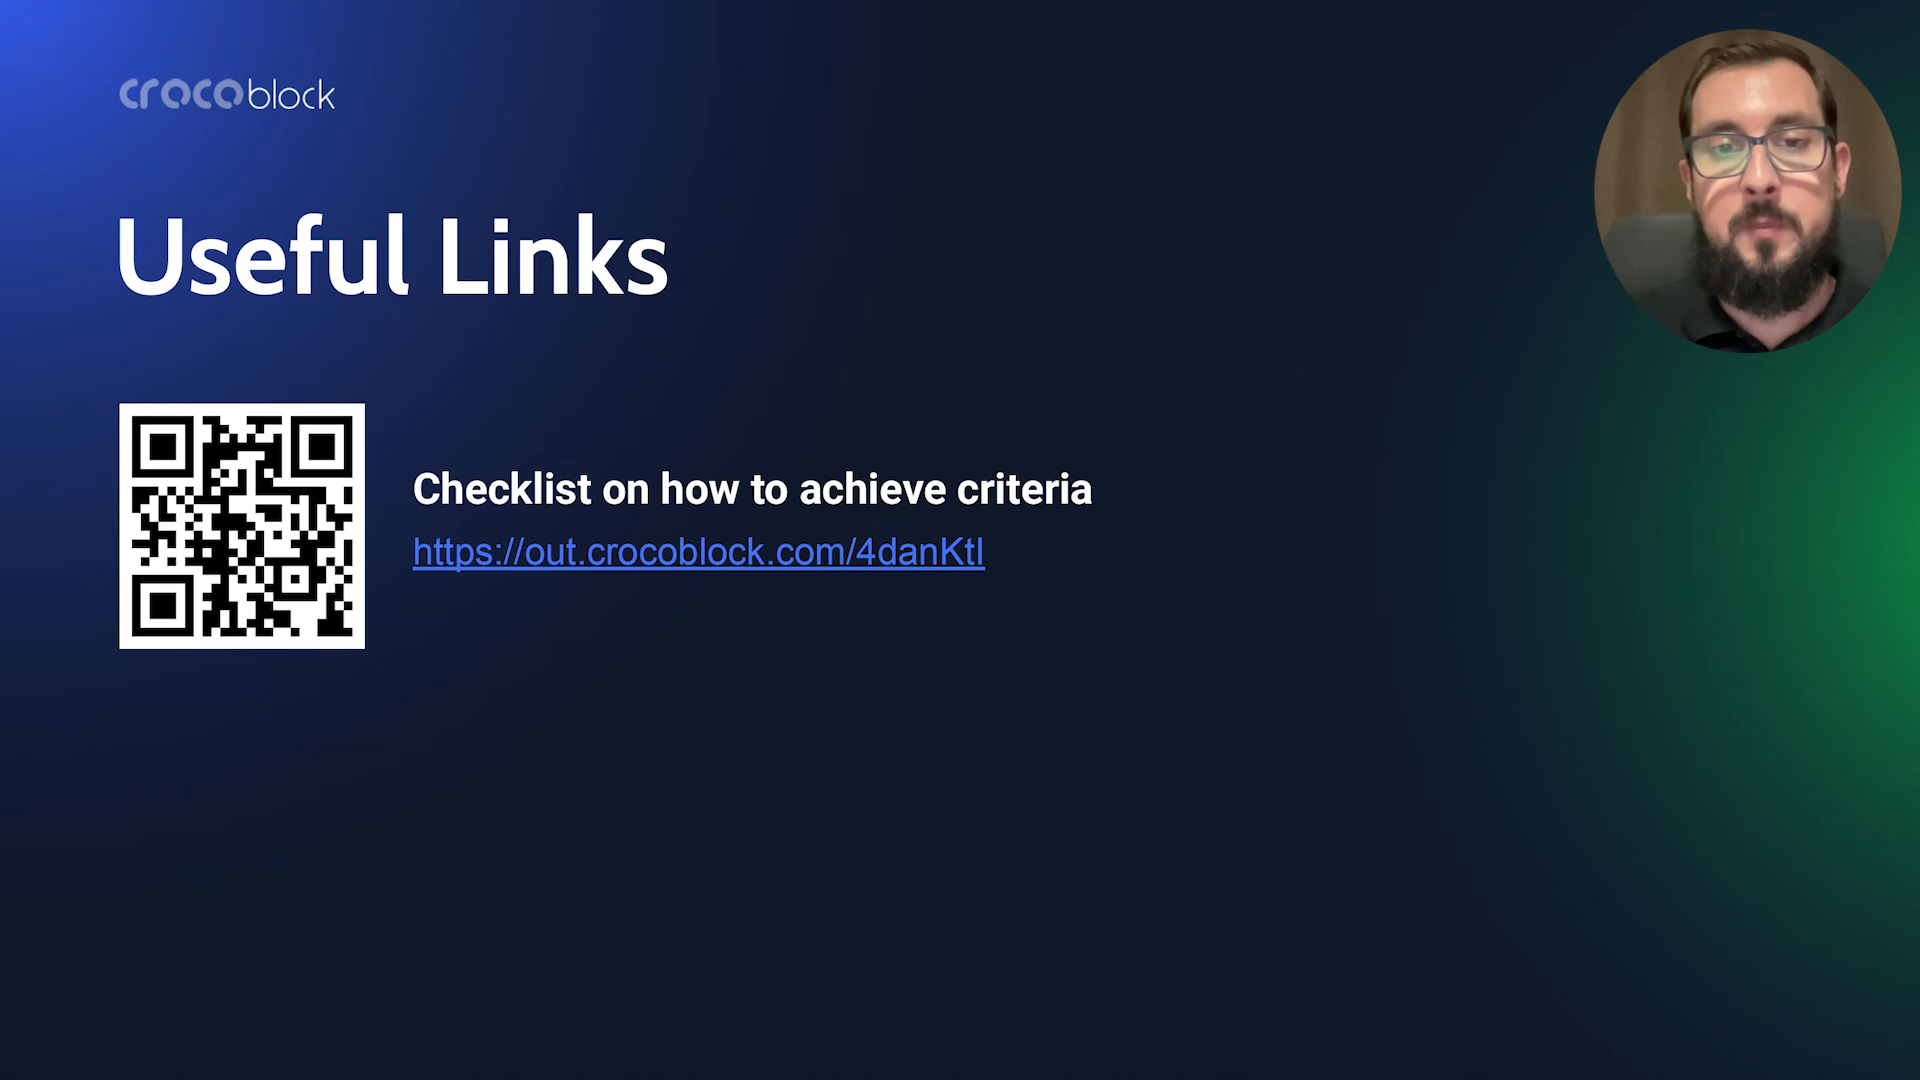 crocoblock
Useful Links
Checklist on how to achieve criteria
https://out.crocoblock.com/4danKtl